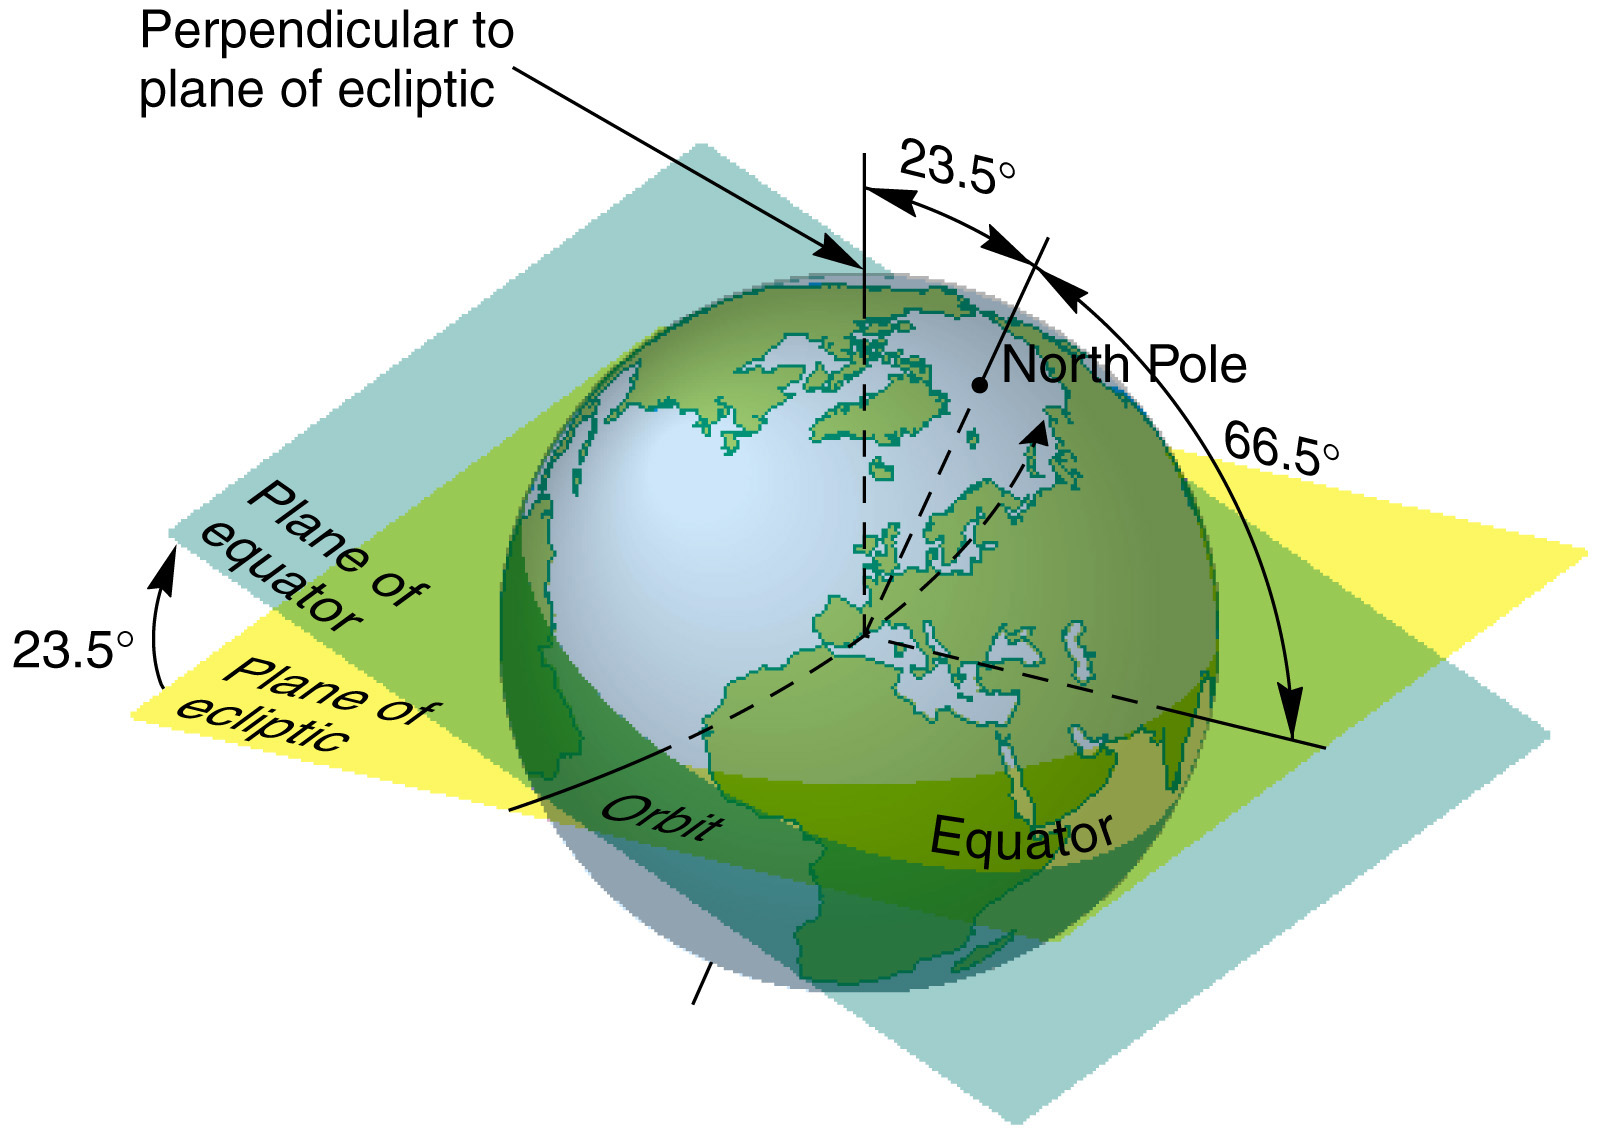 Perpendicular to
plane of ecliptic
23.5°
North Pole
66.5°
Plane of
equator
23.5°
Plane of
ecliptic
Orbit
Equator